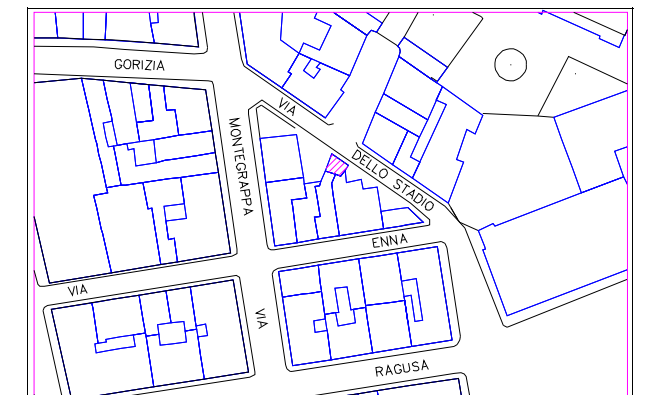 GORIZIA
VIA
MONTEGRAPPA
DELLO STADIO
ENNA
VIA
VIA
RAGUSA